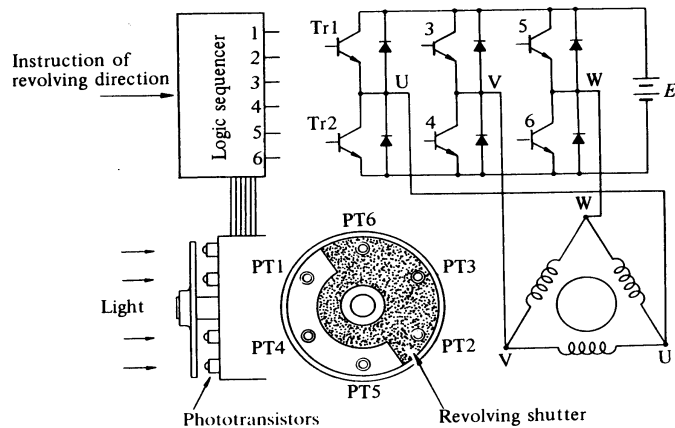 Instruction of
revolving direction
Logic sequencer
1
2
3
4
5
6
Tr1
3
5
U
V
W
E
Tr2
4
6
W
V
U
Light
PT6
PT1
PT3
PT4
PT2
PT5
Phototransistors
Revolving shutter